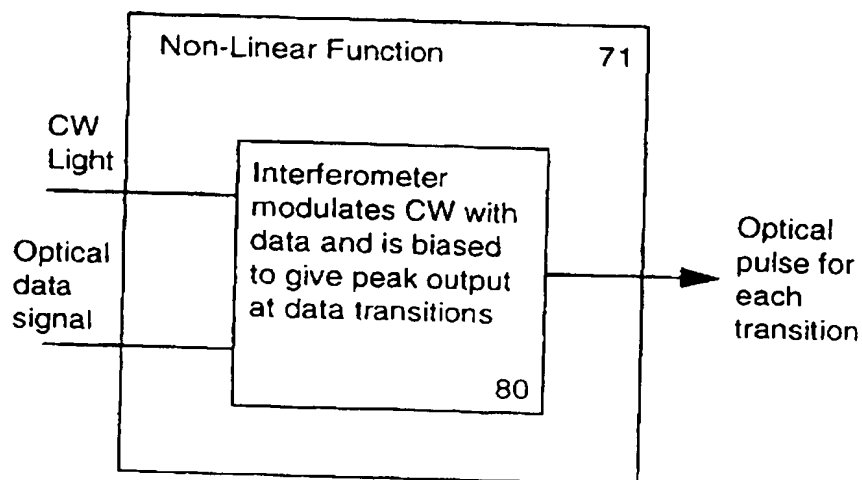 Non-Linear Function
71
CW
Light
Optical
data
signal
Interferometer
modulates CW with
data and is biased
to give peak output
at data transitions
80
Optical
pulse for
each
transition